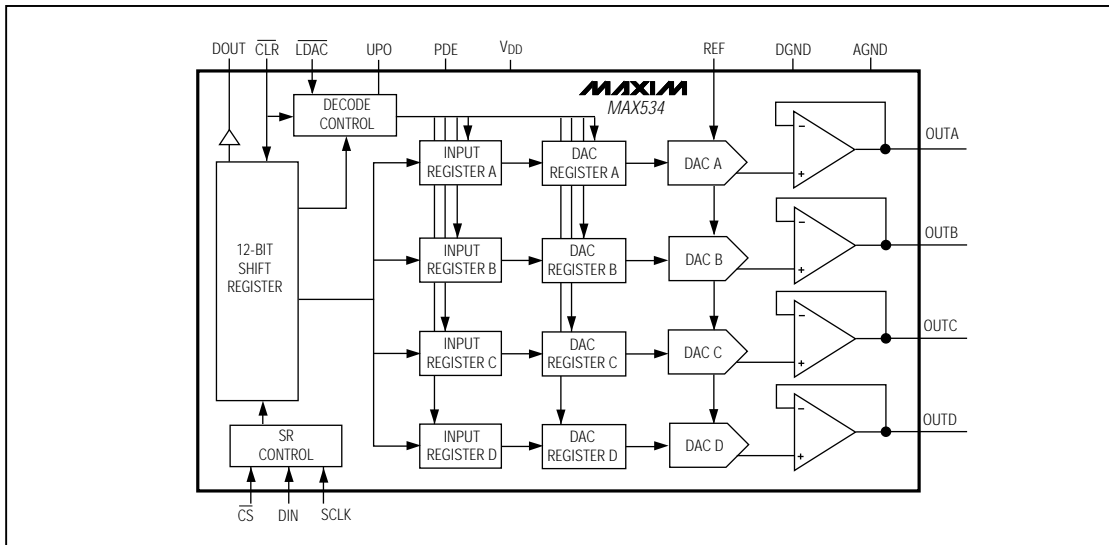 DOUT CLR LDAC UPO PDE VDD REF DGND AGND
MAXIM
MAX534
DECODE
CONTROL
12-BIT
SHIFT
REGISTER
SR
CONTROL
CS DIN SCLK
INPUT
REGISTER A
DAC
REGISTER A
DAC A
- +
OUTA
INPUT
REGISTER B
DAC
REGISTER B
DAC B
- +
OUTB
INPUT
REGISTER C
DAC
REGISTER C
DAC C
- +
OUTC
INPUT
REGISTER D
DAC
REGISTER D
DAC D
- +
OUTD